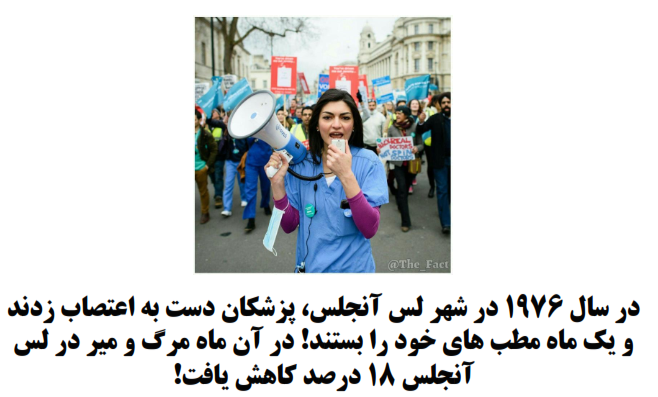 @The_Fact
در سال ۱۹۷۶ در شهر لس آنجلس، پزشکان دست به اعتصاب زدند
و یک ماه مطب های خود را بستند! در آن ماه مرگ و میر در لس
آنجلس ۱۸ درصد کاهش یافت!